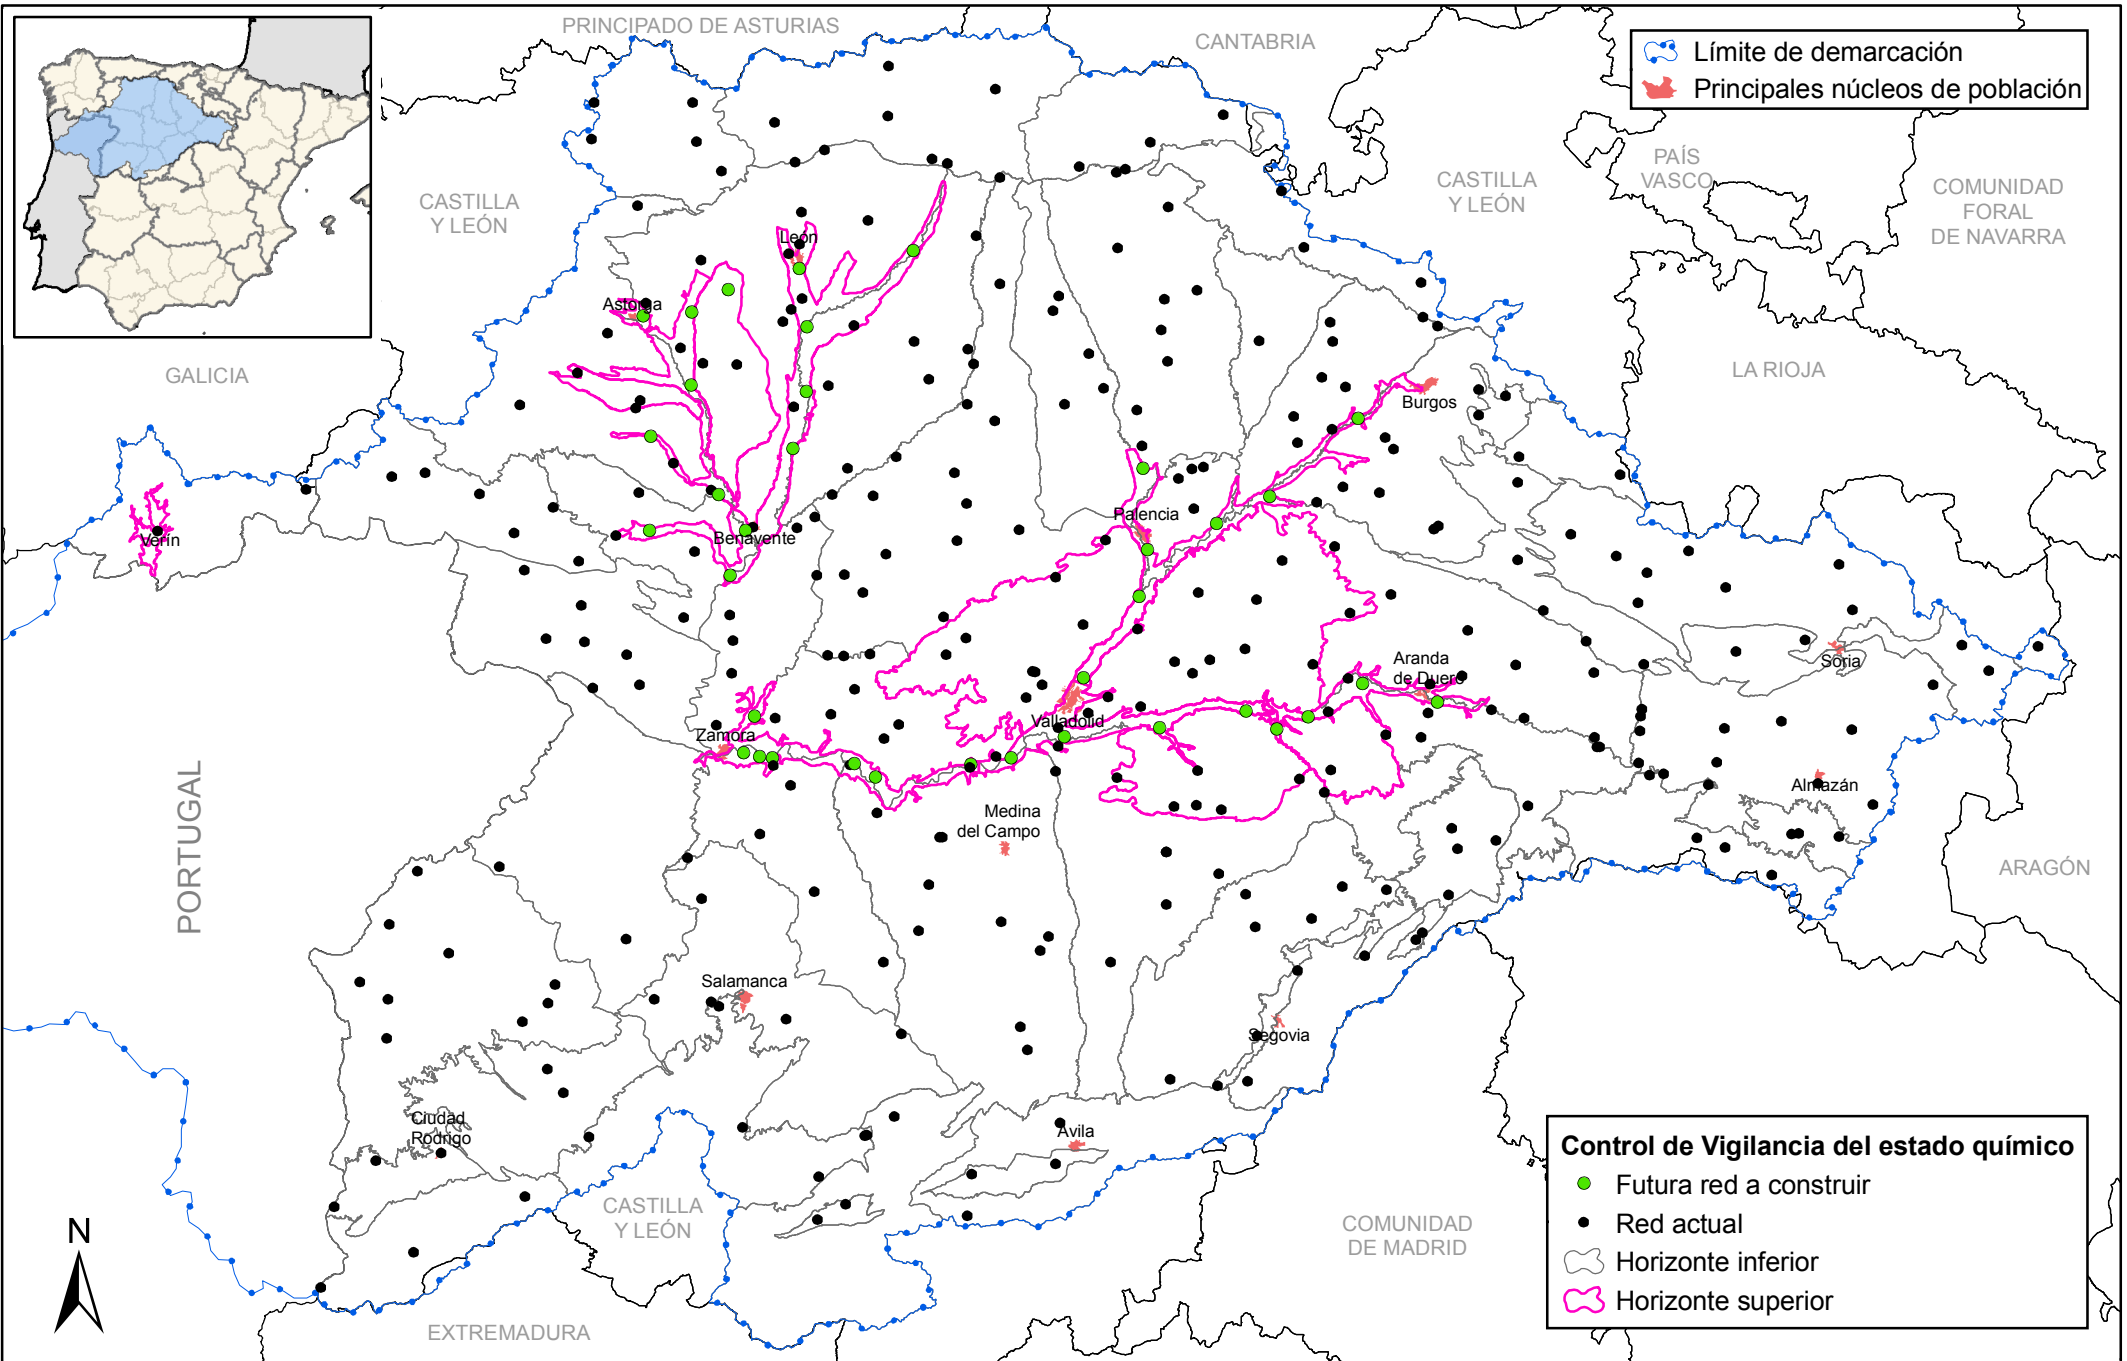 PRINCIPADO DE ASTURIAS
CANTABRIA
Límite de demarcación
Principales núcleos de población
PAÍS
VASCO
CASTILLA
Y LEÓN
COMUNIDAD
FORAL
DE NAVARRA
CASTILLA
Y LEÓN
León
Astorga
GALICIA
LA RIOJA
Burgos
Palencia
Verín
Benavente
Aranda
de Duero
Soria
Valladolid
Zamora
Almazán
Medina
del Campo
PORTUGAL
ARAGÓN
Salamanca
Segovia
Ciudad
Rodrigo
Ávila
CASTILLA
Y LEÓN
COMUNIDAD
DE MADRID
EXTREMADURA
N
Control de Vigilancia del estado químico
Futura red a construir
Red actual
Horizonte inferior
Horizonte superior